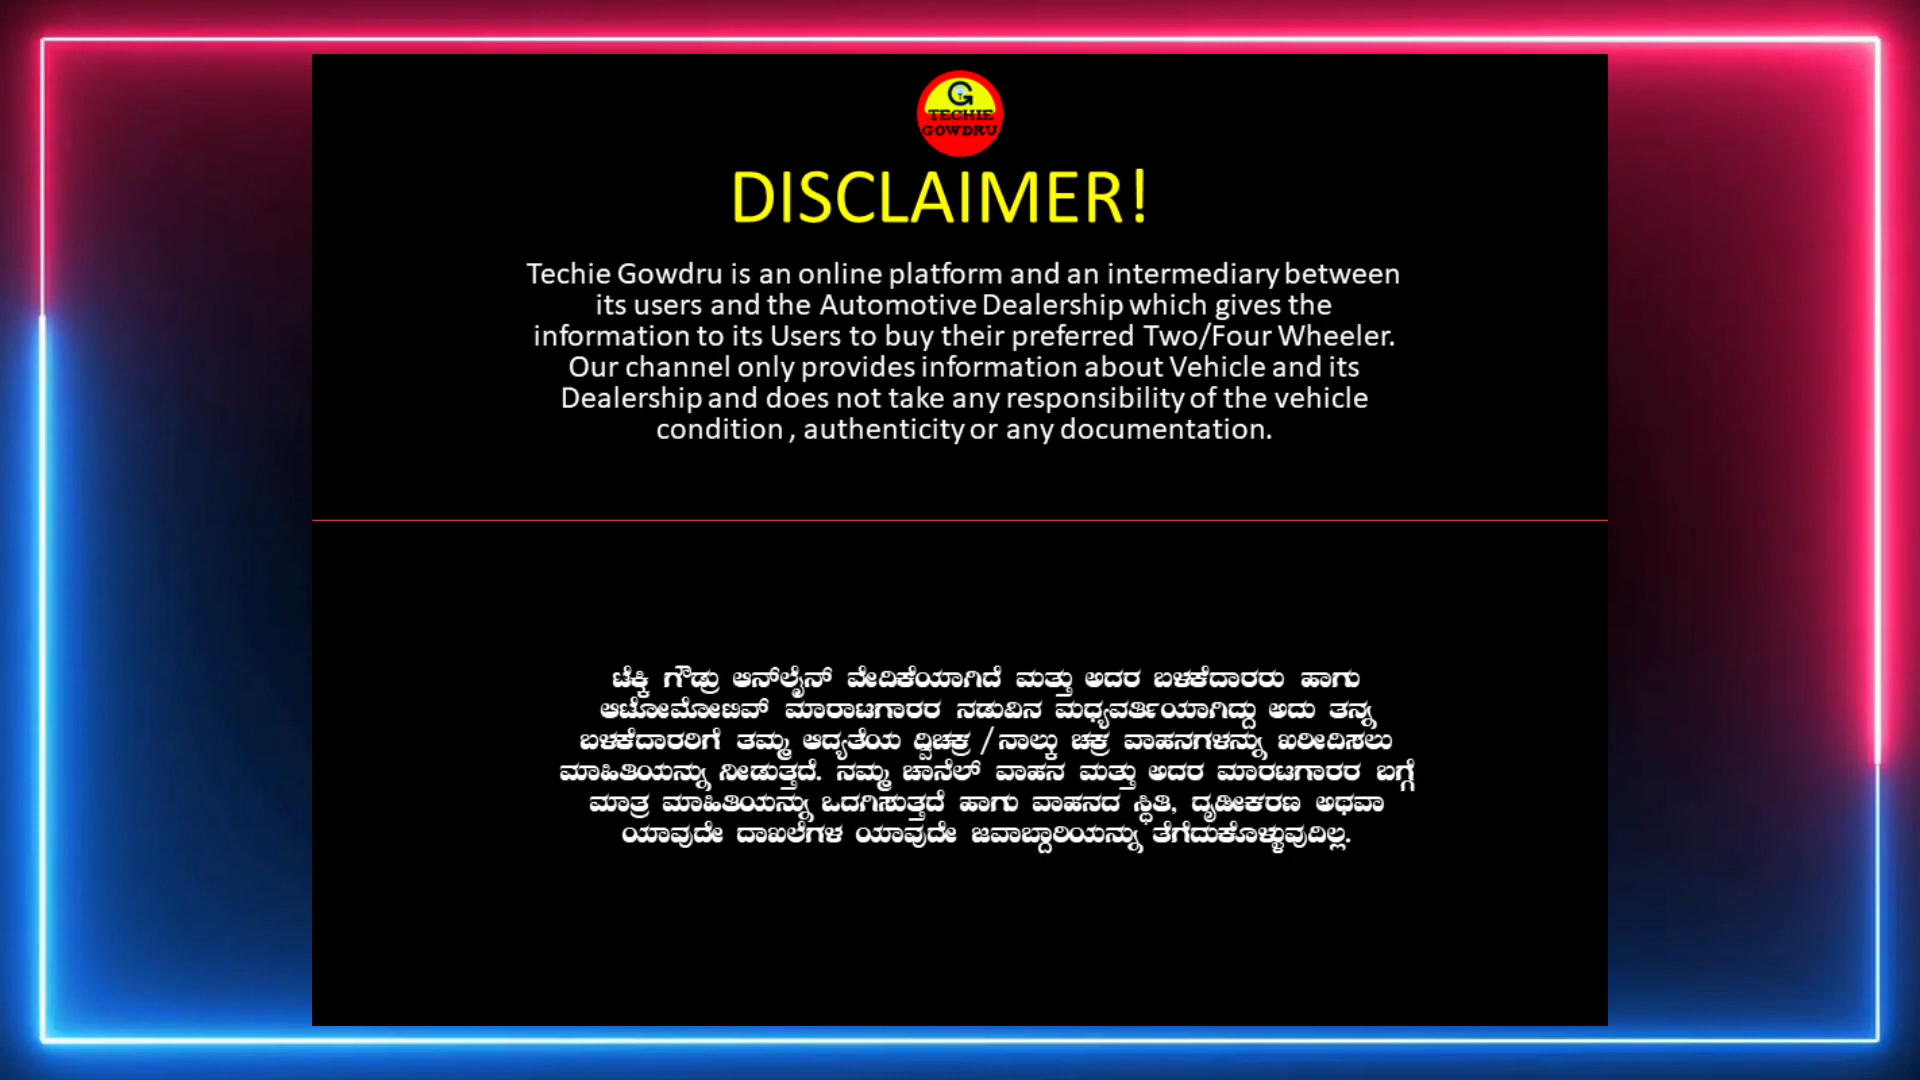 G
TECHIE
GOWDRU
DISCLAIMER!
Techie Gowdru is an online platform and an intermediary between
its users and the Automotive Dealership which gives the
information to its Users to buy their preferred Two/Four Wheeler.
Our channel only provides information about Vehicle and its
Dealership and does not take any responsibility of the vehicle
condition , authenticity or any documentation.
ಟೆಕ್ಕಿ ಗೌಡ್ರು ಆನ್‌ಲೈನ್ ವೇದಿಕೆಯಾಗಿದೆ ಮತ್ತು ಅದರ ಬಳಕೆದಾರರು ಹಾಗು
ಆಟೋಮೋಟಿವ್ ಮಾರಾಟಗಾರರ ನಡುವಿನ ಮಧ್ಯವರ್ತಿಯಾಗಿದ್ದು ಅದು ತನ್ನ
ಬಳಕೆದಾರರಿಗೆ ತಮ್ಮ ಆದ್ಯತೆಯ ದ್ವಿಚಕ್ರ / ನಾಲ್ಕು ಚಕ್ರ ವಾಹನಗಳನ್ನು ಖರೀದಿಸಲು
ಮಾಹಿತಿಯನ್ನು ನೀಡುತ್ತದೆ. ನಮ್ಮ ಚಾನೆಲ್ ವಾಹನ ಮತ್ತು ಅದರ ಮಾರಟಗಾರರ ಬಗ್ಗೆ
ಮಾತ್ರ ಮಾಹಿತಿಯನ್ನು ಒದಗಿಸುತ್ತದೆ ಹಾಗು ವಾಹನದ ಸ್ಥಿತಿ, ದೃಡೀಕರಣ ಅಥವಾ
ಯಾವುದೇ ದಾಖಲೆಗಳ ಯಾವುದೇ ಜವಾಬ್ದಾರಿಯನ್ನು ತೆಗೆದುಕೊಳ್ಳುವುದಿಲ್ಲ.